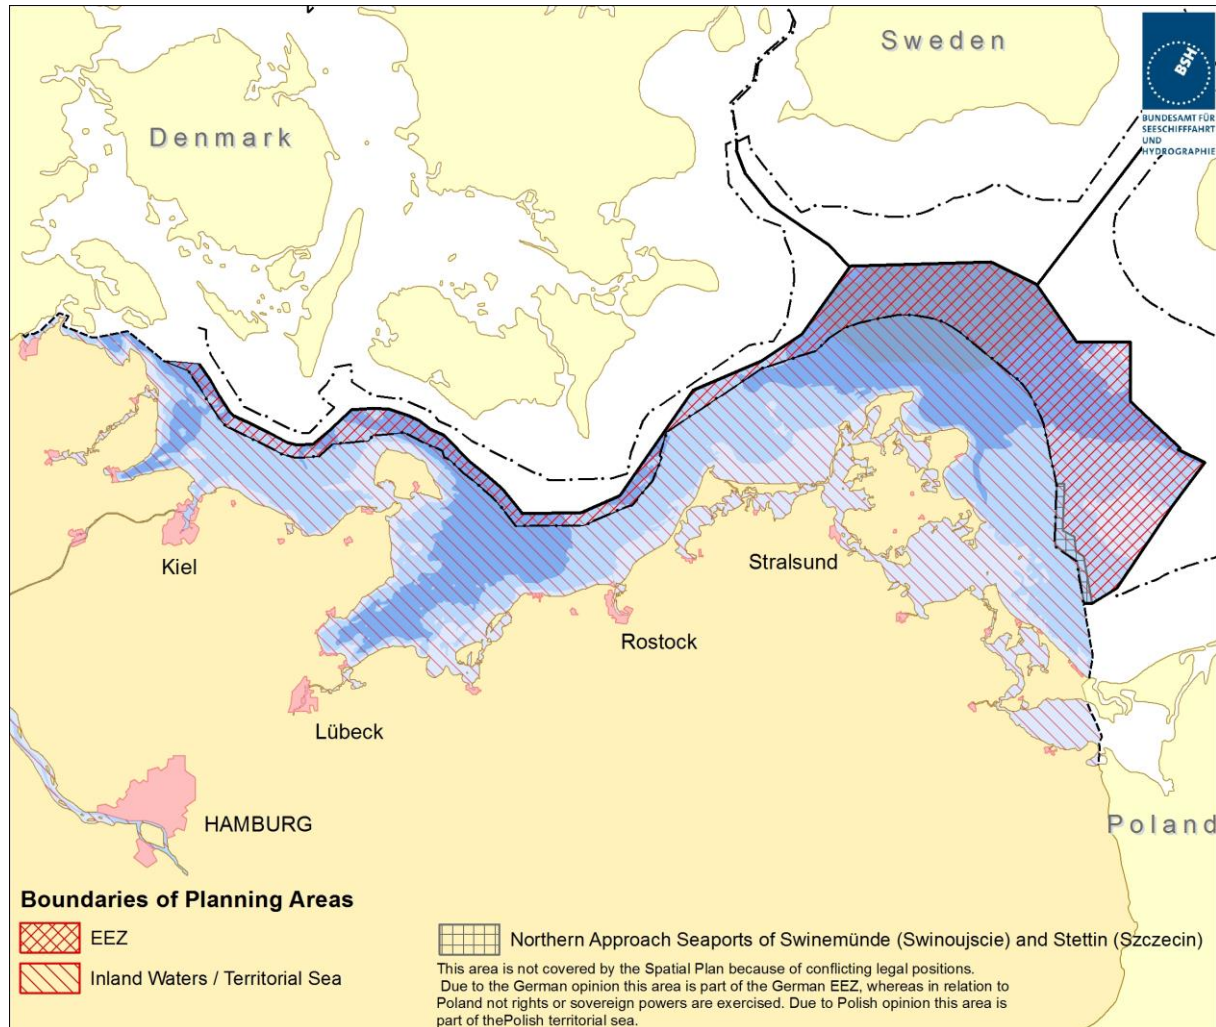 Sweden
BSH
BUNDESAMT FÜR
SEESCHIFFFAHRT
UND
HYDROGRAPHIE
Denmark
Kiel
Stralsund
Rostock
Lübeck
HAMBURG
Poland
Boundaries of Planning Areas
EEZ
Inland Waters / Territorial Sea
Northern Approach Seaports of Swinemünde (Swinoujscie) and Stettin (Szczecin)
This area is not covered by the Spatial Plan because of conflicting legal positions.
Due to the German opinion this area is part of the German EEZ, whereas in relation to
Poland not rights or sovereign powers are exercised. Due to Polish opinion this area is
part of thePolish territorial sea.